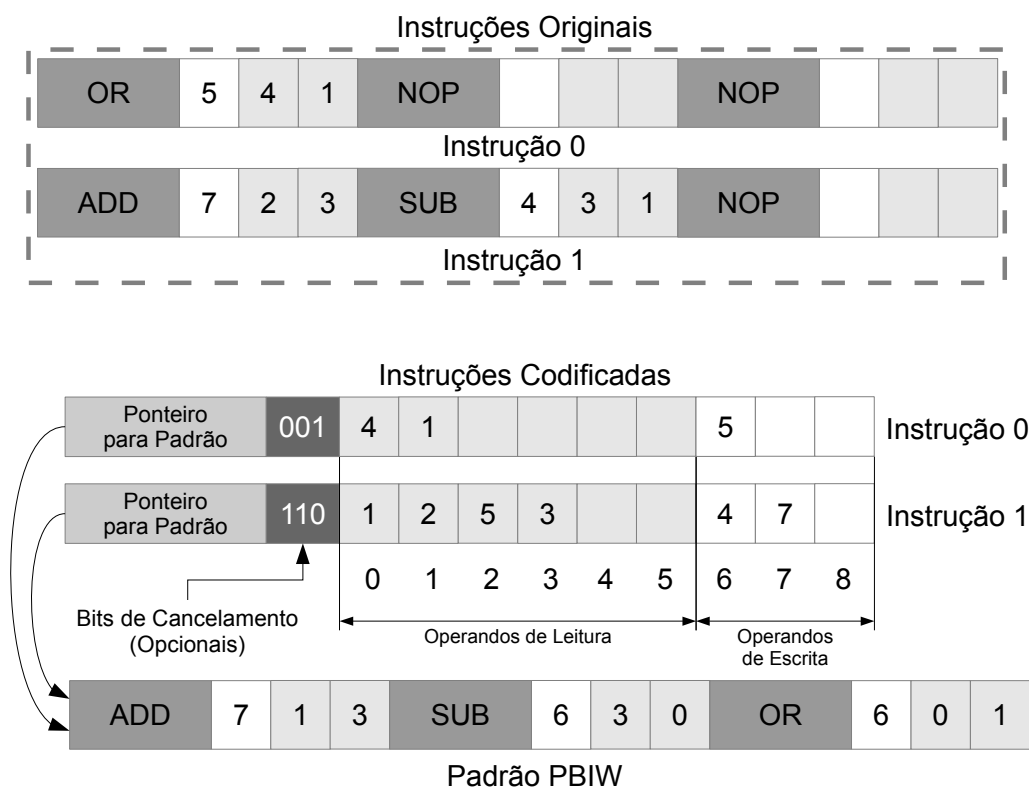 Instruções Originais
OR 5 4 1 NOP NOP
Instrução 0
ADD 7 2 3 SUB 4 3 1 NOP
Instrução 1
Instruções Codificadas
Ponteiro
para Padrão
001 4 1 5
Instrução 0
Ponteiro
para Padrão
110 1 2 5 3 4 7
Instrução 1
0 1 2 3 4 5 6 7 8
Bits de Cancelamento
(Opcionais)
Operandos de Leitura
Operandos
de Escrita
ADD 7 1 3 SUB 6 3 0 OR 6 0 1
Padrão PBIW